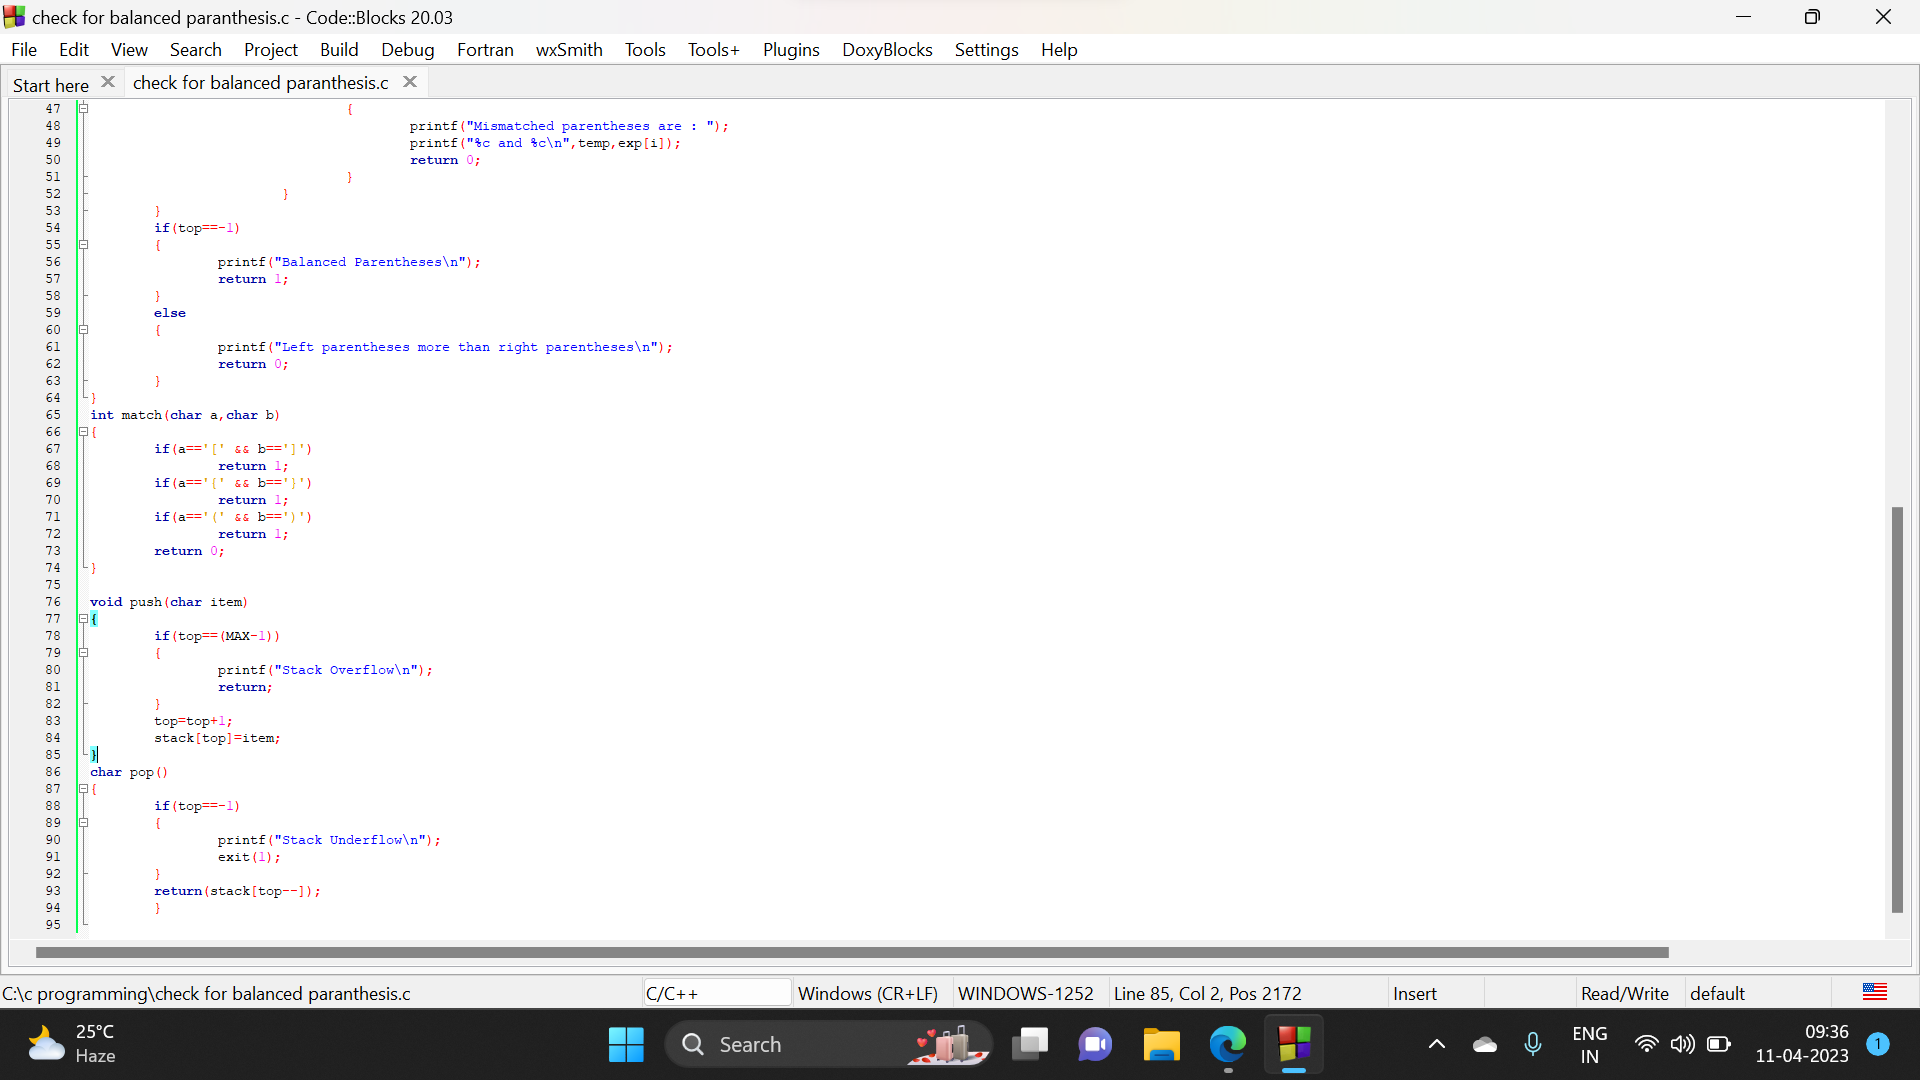 check for balanced paranthesis.c - Code::Blocks 20.03
File Edit View Search Project Build Debug Fortran wxSmith Tools Tools+ Plugins DoxyBlocks Settings Help
Start here check for balanced paranthesis.c
47 {
48 printf("Mismatched parentheses are : ");
49 printf("%c and %c\n",temp,exp[i]);
50 return 0;
51 }
52 }
53 }
54 if(top==-1)
55 {
56 printf("Balanced Parentheses\n");
57 return 1;
58 }
59 else
60 {
61 printf("Left parentheses more than right parentheses\n");
62 return 0;
63 }
64 }
65 int match(char a,char b)
66 {
67 if(a=='[' && b==']')
68 return 1;
69 if(a=='{' && b=='}')
70 return 1;
71 if(a=='(' && b==')')
72 return 1;
73 return 0;
74 }
75
76 void push(char item)
77 {
78 if(top==(MAX-1))
79 {
80 printf("Stack Overflow\n");
81 return;
82 }
83 top=top+1;
84 stack[top]=item;
85 }
86 char pop()
87 {
88 if(top==-1)
89 {
90 printf("Stack Underflow\n");
91 exit(1);
92 }
93 return(stack[top--]);
94 }
95
C:\c programming\check for balanced paranthesis.c C/C++ Windows (CR+LF) WINDOWS-1252 Line 85, Col 2, Pos 2172 Insert Read/Write default
25°C
Haze
Search
ENG
IN
09:36
11-04-2023
1